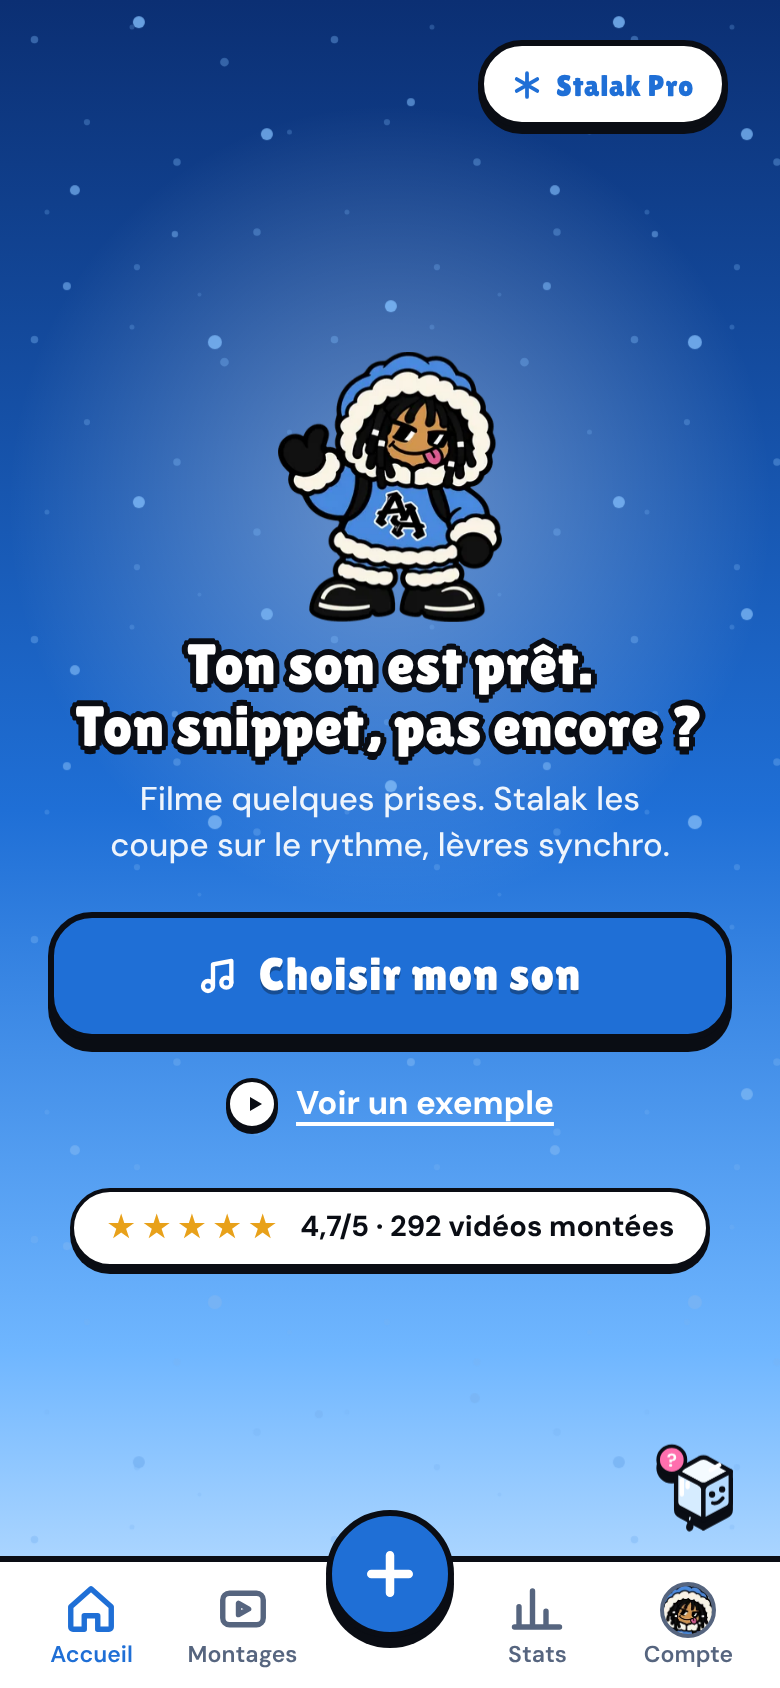 Stalak Pro
AA
Ton son est prêt.
Ton snippet, pas encore ?
Filme quelques prises. Stalak les
coupe sur le rythme, lèvres synchro.
Choisir mon son
Voir un exemple
★★★★★ 4,7/5 · 292 vidéos montées
?
Accueil
Montages
+
Stats
Compte